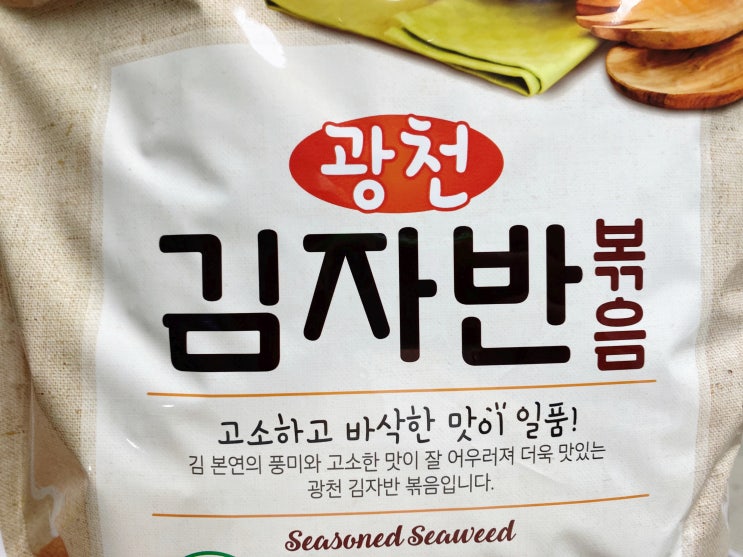 광천
김자반볶음
고소하고 바삭한 맛이 일품!
김 본연의 풍미와 고소한 맛이 잘 어우러져 더욱 맛있는
광천 김자반 볶음입니다.
Seasoned Seaweed